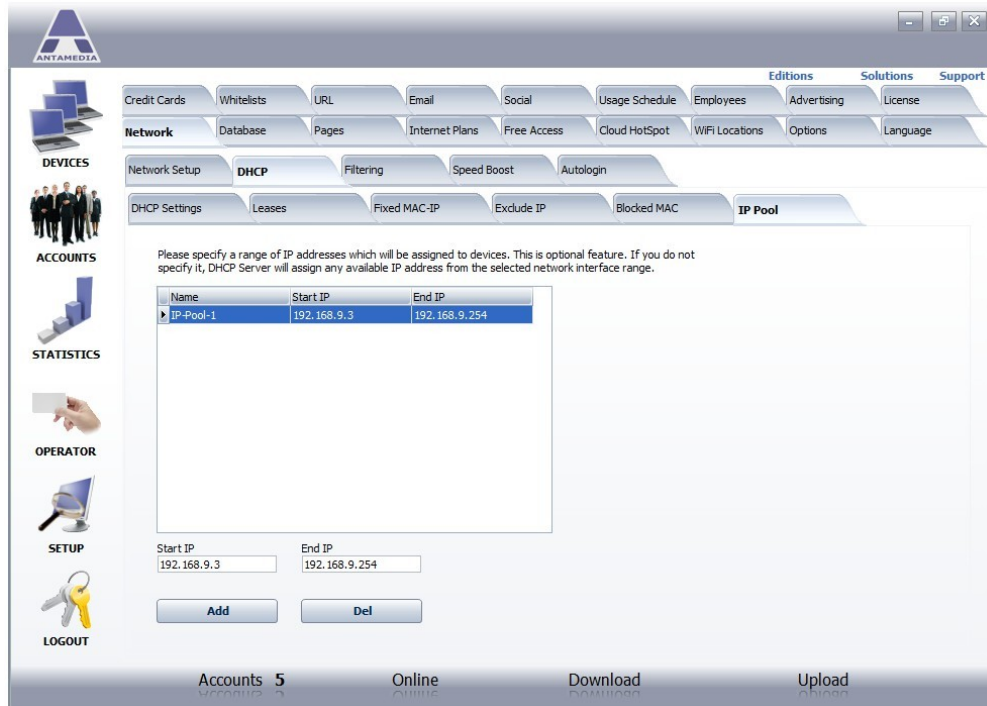 ANTAMEDIA
Editions Solutions Support
Credit Cards Whitelists URL Email Social Usage Schedule Employees Advertising License
Network Database Pages Internet Plans Free Access Cloud HotSpot WiFi Locations Options Language
Network Setup DHCP Filtering Speed Boost Autologin
DHCP Settings Leases Fixed MAC-IP Exclude IP Blocked MAC IP Pool
DEVICES
ACCOUNTS
STATISTICS
OPERATOR
SETUP
LOGOUT
Please specify a range of IP addresses which will be assigned to devices. This is optional feature. If you do not
specify it, DHCP Server will assign any available IP address from the selected network interface range.
Name Start IP End IP
IP-Pool-1 192.168.9.3 192.168.9.254
Start IP End IP
192.168.9.3 192.168.9.254
Add Del
Accounts 5 Online Download Upload